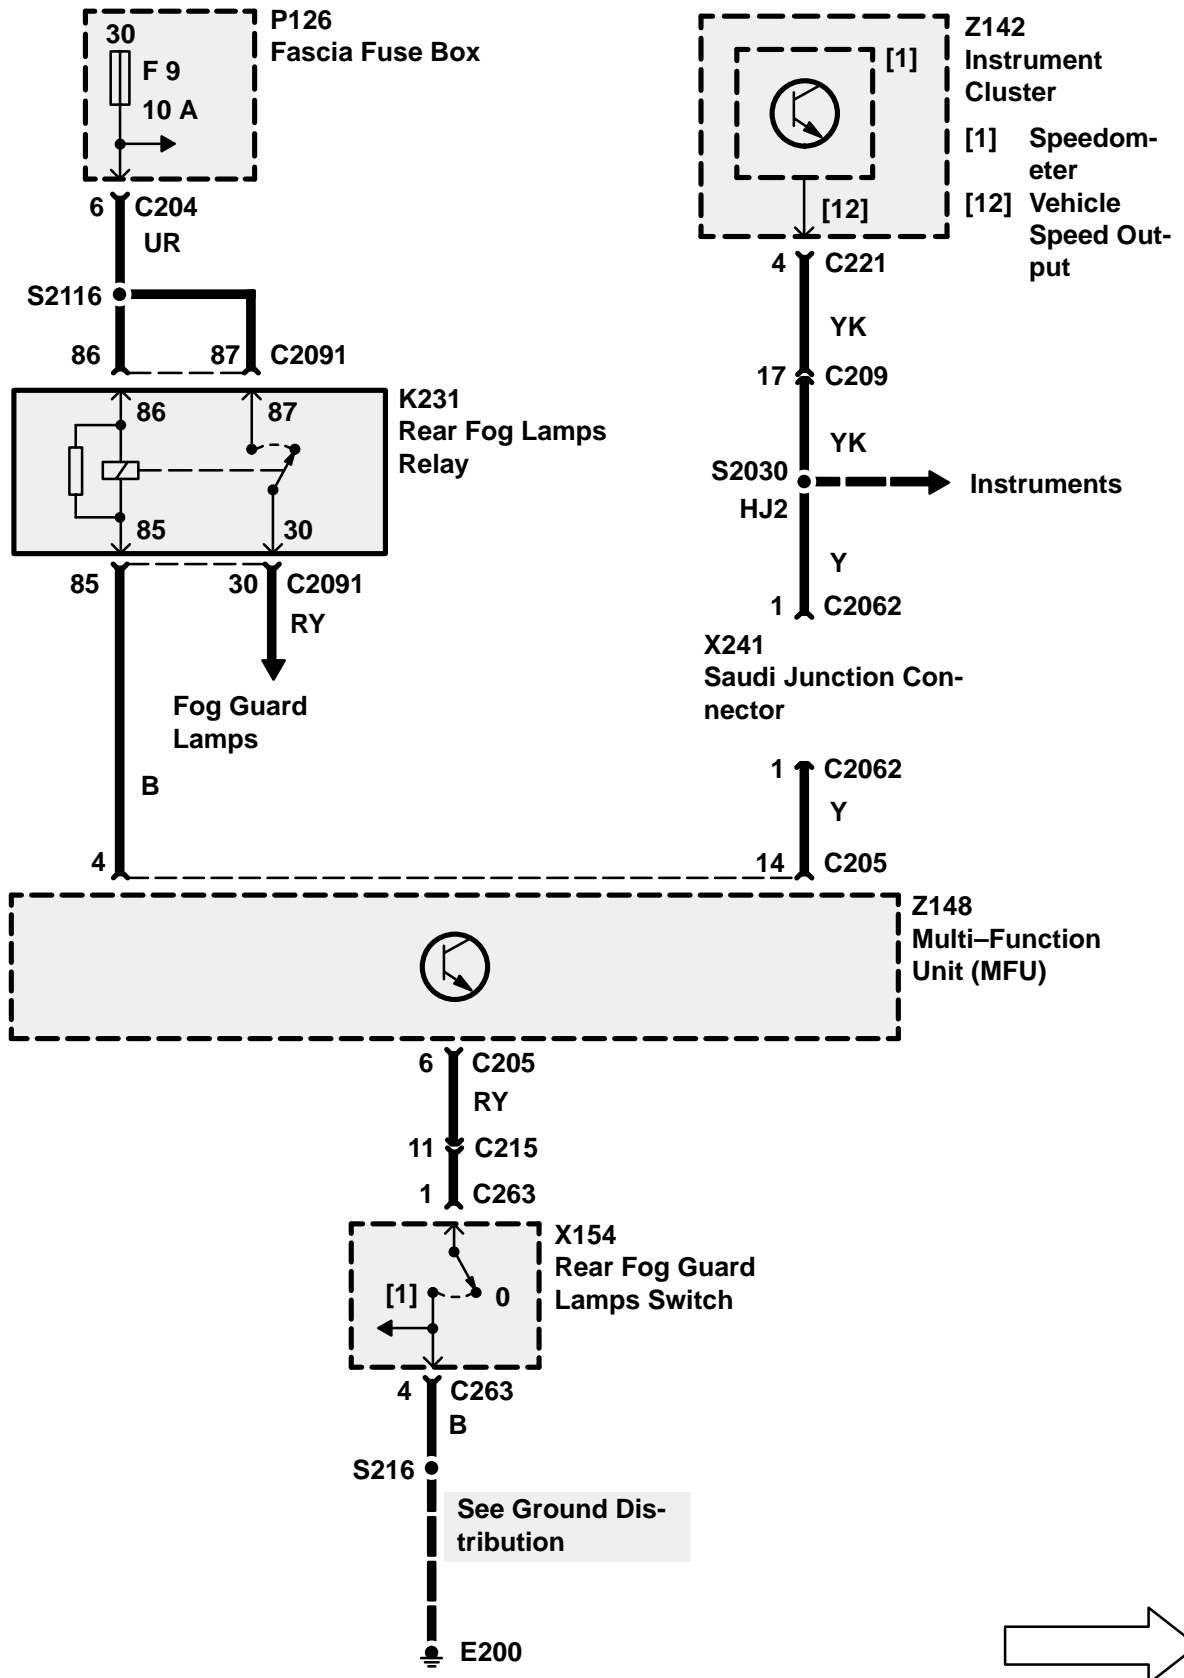 P126
Fascia Fuse Box
30
F 9
10 A
6 C204
UR
S2116
86 87 C2091
86 87
K231
Rear Fog Lamps
Relay
85 30
85 30 C2091
RY
Fog Guard
Lamps
B
4
Z142
Instrument
Cluster
[1]
[1] Speedom-
eter
[12] Vehicle
Speed Out-
put
[12]
4 C221
YK
17 C209
YK
S2030
HJ2
Instruments
Y
1 C2062
X241
Saudi Junction Con-
nector
1 C2062
Y
14 C205
Z148
Multi–Function
Unit (MFU)
6 C205
RY
11 C215
1 C263
X154
Rear Fog Guard
Lamps Switch
[1] 0
4 C263
B
S216
See Ground Dis-
tribution
E200